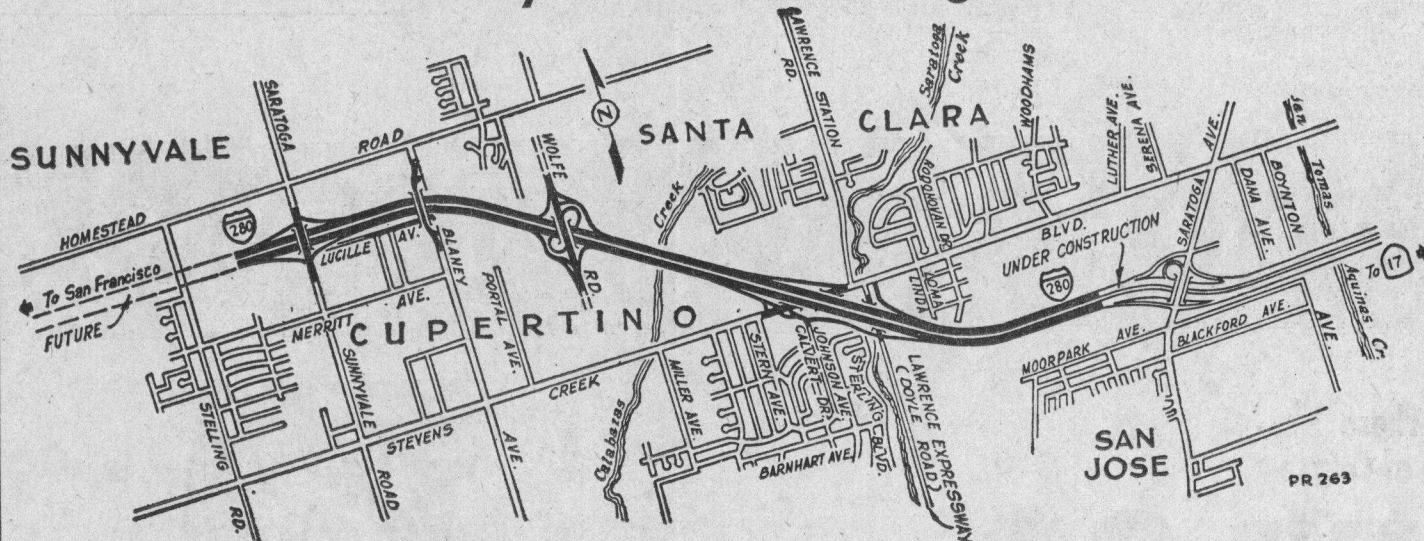 SUNNYVALE
SARATOGA
ROAD
HOMESTEAD
280
To San Francisco
FUTURE
LUCILLE
AV.
BLANEY
MERRITT
AVE.
CUPERTINO
PORTAL
AVE.
WOLFE
RD.
N
SANTA
CLARA
LAWRENCE
STATION
RD.
Saratoga
Creek
WOODHAMS
LUTHER AVE.
SERENA AVE.
SARATOGA
AVE.
DANA AVE.
BOYNTON
AVE.
San
Tomas
Aquinas
Cr.
BLVD.
UNDER CONSTRUCTION
280
To 17
LOMA
LINDA
MOORPARK
AVE.
BLACKFORD
AVE.
SAN
JOSE
PR 263
STELLING
RD.
SUNNYVALE
ROAD
STEVENS
CREEK
AVE.
Creek
Calabazas
MILLER AVE.
STERN AVE.
CALVERT DR.
JOHNSON AVE.
STERLING
BLVD.
BARNHART AVE.
LAWRENCE EXPRESSWAY
(DOYLE ROAD)